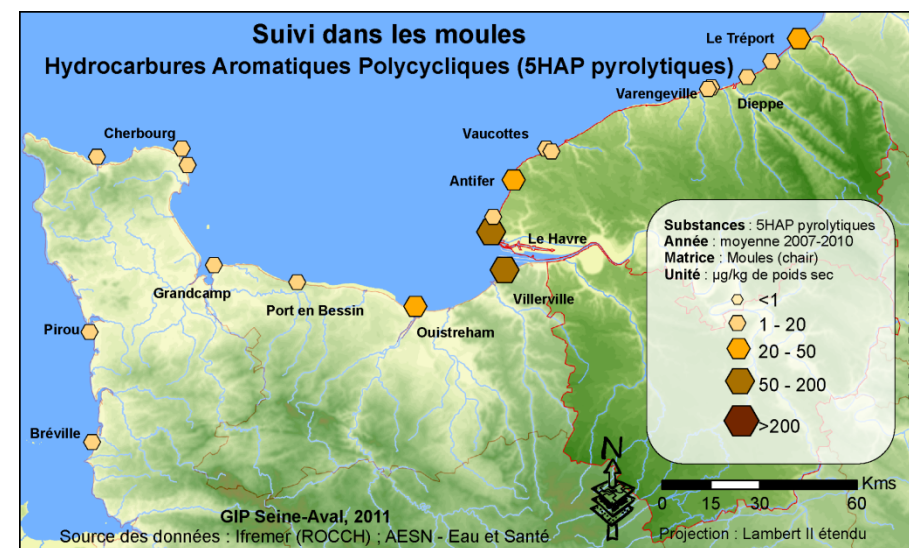 Suivi dans les moules
Hydrocarbures Aromatiques Polycycliques (5HAP pyrolytiques)
Le Tréport
Varengeville
Dieppe
Cherbourg
Vaucottes
Antifer
Le Havre
Grandcamp
Port en Bessin
Villerville
Ouistreham
Pirou
Bréville
Substances : 5HAP pyrolytiques
Année : moyenne 2007-2010
Matrice : Moules (chair)
Unité : µg/kg de poids sec
<1
1 - 20
20 - 50
50 - 200
>200
N
Kms
0 15 30 60
GIP Seine-Aval, 2011
Source des données : Ifremer (ROCCH) ; AESN - Eau et Santé
Projection : Lambert II étendu